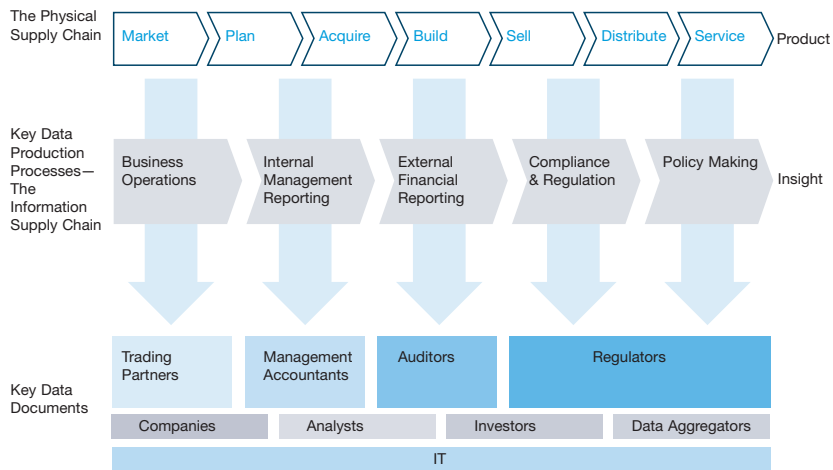 The Physical
Supply Chain
Market
Plan
Acquire
Build
Sell
Distribute
Service
Product
Key Data
Production
Processes—
The
Information
Supply Chain
Business
Operations
Internal
Management
Reporting
External
Financial
Reporting
Compliance
& Regulation
Policy Making
Insight
Key Data
Documents
Trading
Partners
Management
Accountants
Auditors
Regulators
Companies
Analysts
Investors
Data Aggregators
IT